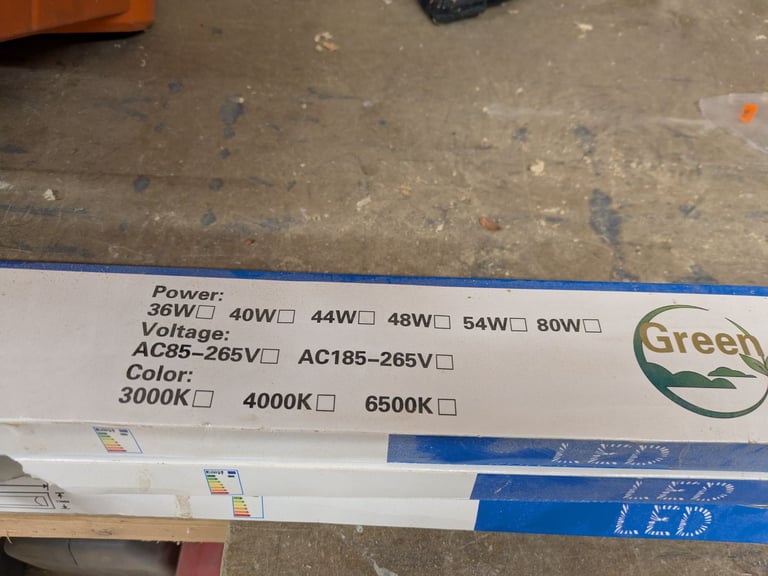 Power:
36W□ 40W□ 44W□ 48W□ 54W□ 80W□
Voltage:
AC85-265V□ AC185-265V□
Color:
3000K□ 4000K□ 6500K□
Green
LED
LED
LED